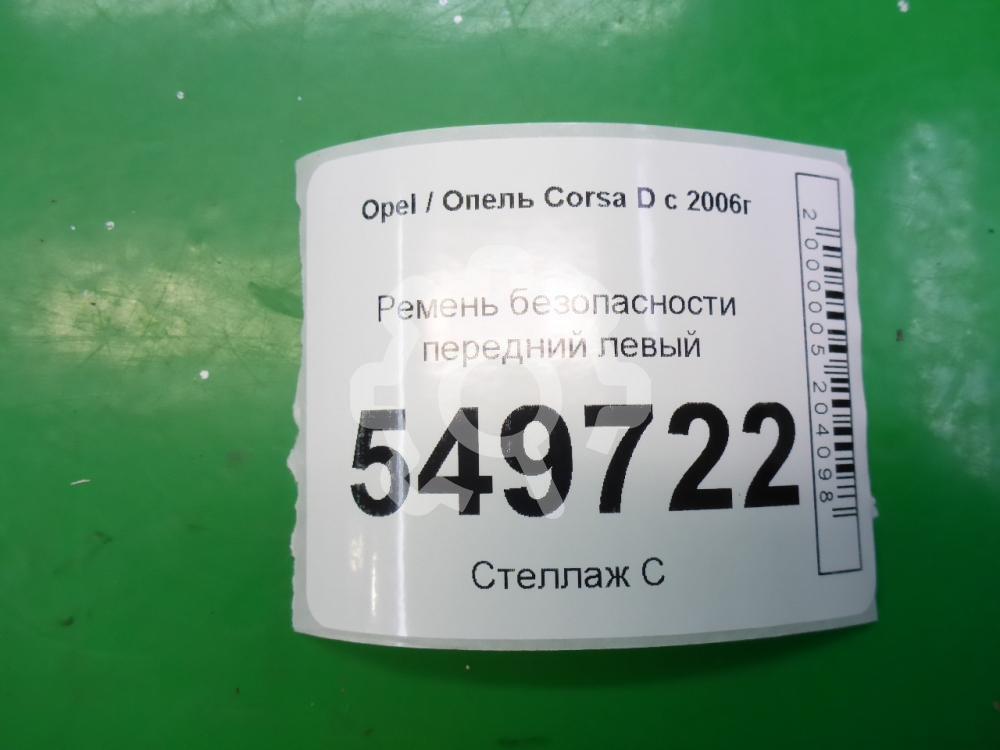 Opel / Опель Corsa D с 2006г
Ремень безопасности
передний левый
549722
Стеллаж С
2000005204098